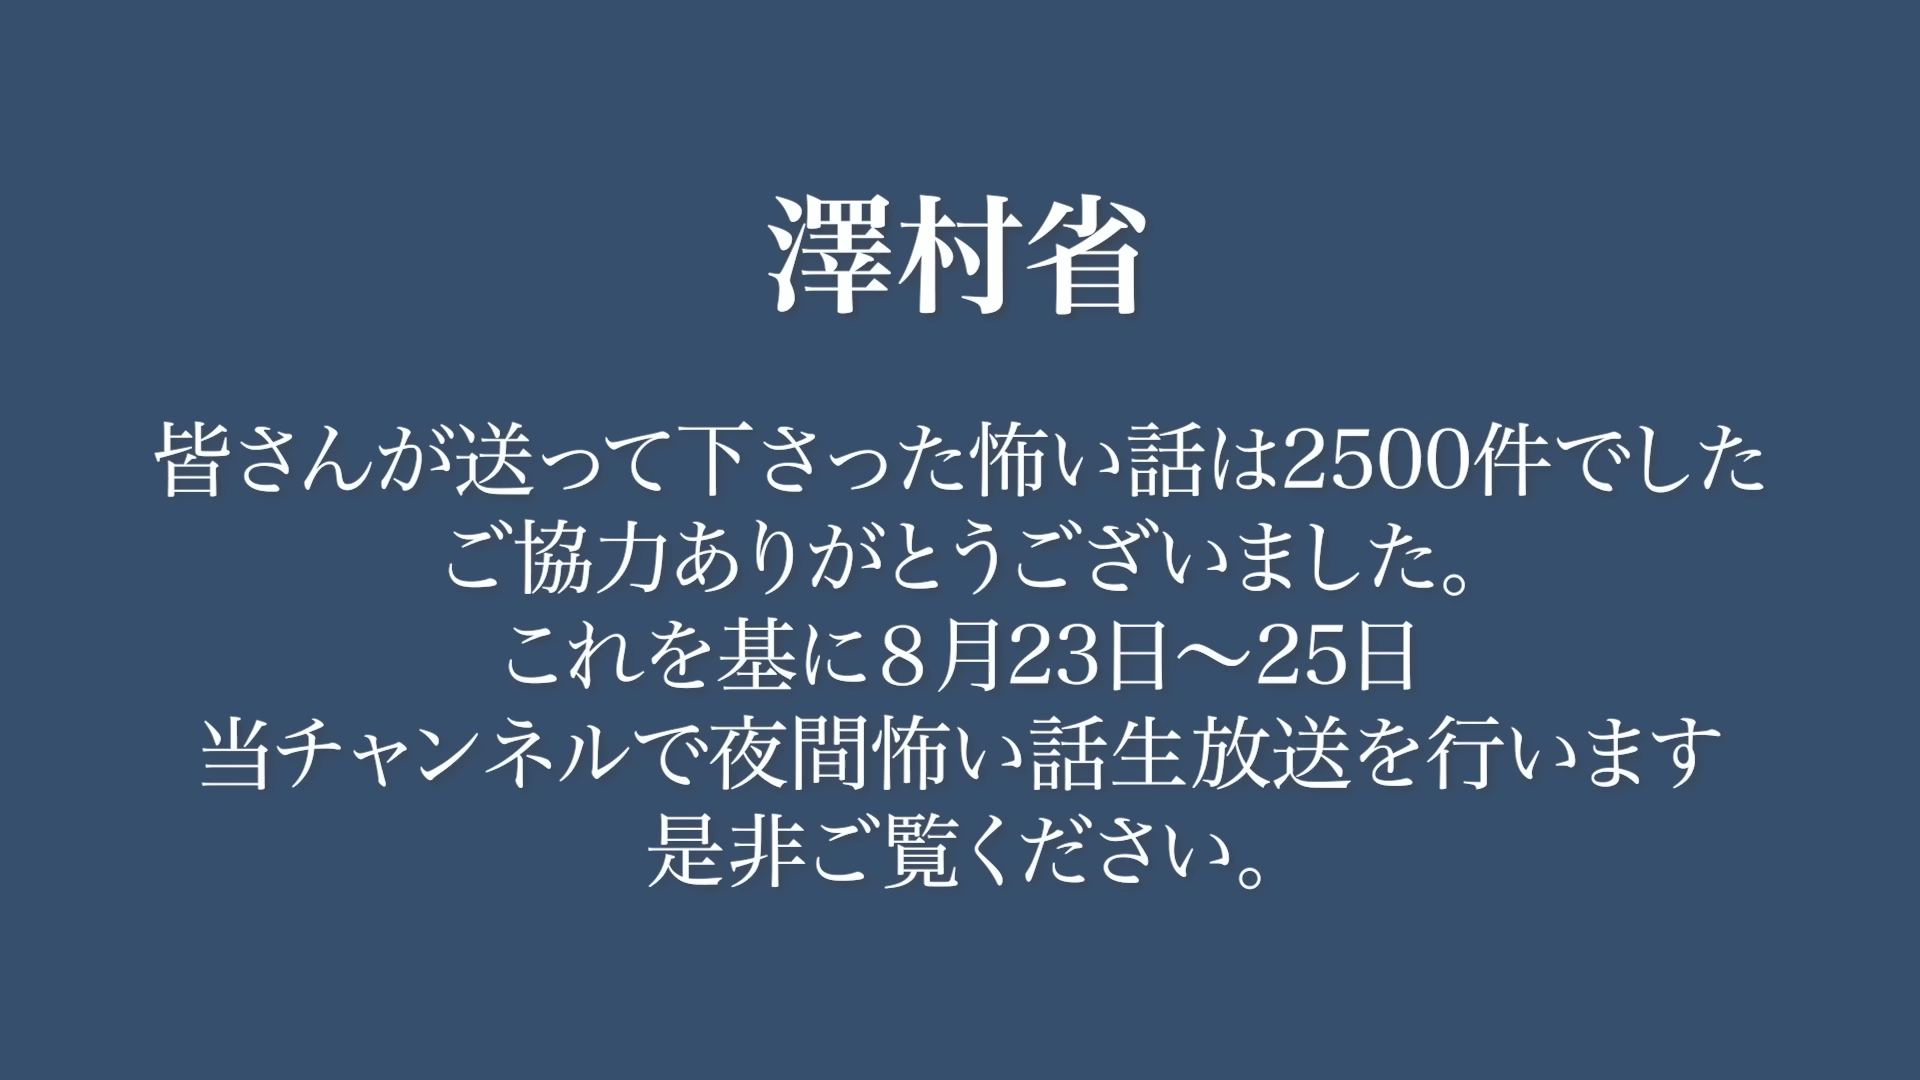 澤村省
皆さんが送って下さった怖い話は2500件でした
ご協力ありがとうございました。
これを基に８月23日～25日
当チャンネルで夜間怖い話生放送を行います
是非ご覧ください。